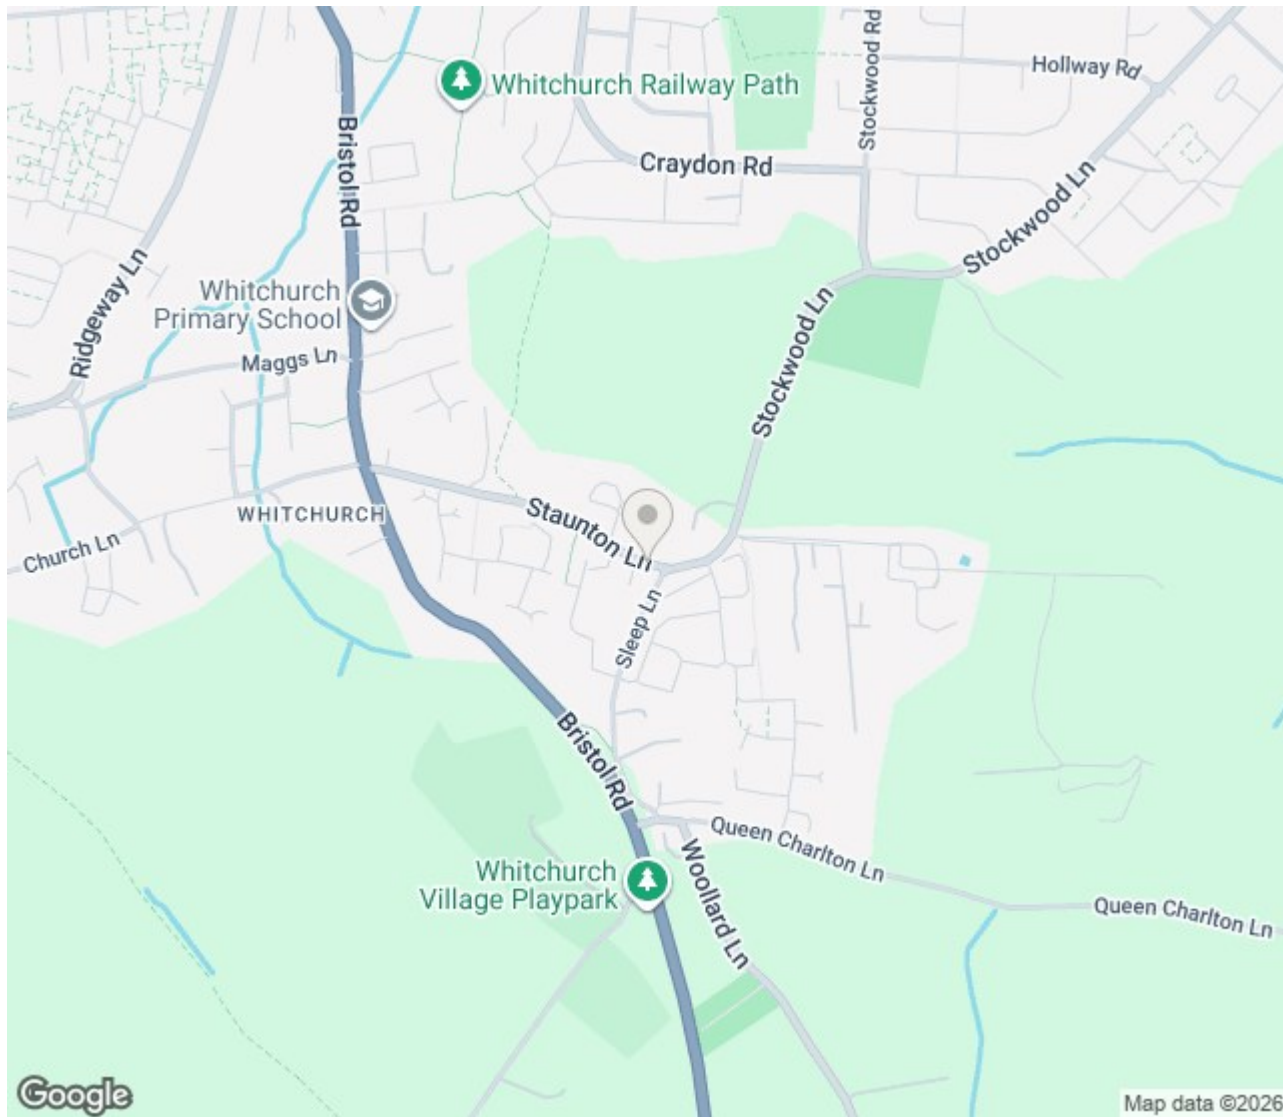 Hollway Rd
Stockwood Rd
Whitchurch Railway Path
Bristol Rd
Craydon Rd
Stockwood Ln
Ridgeway Ln
Whitchurch
Primary School
Maggs Ln
Stockwood Ln
WHITCHURCH
Staunton Ln
Church Ln
Sleep Ln
Bristol Rd
Queen Charlton Ln
Whitchurch
Village Playpark
Woollard Ln
Queen Charlton Ln
Google
Map data ©2026